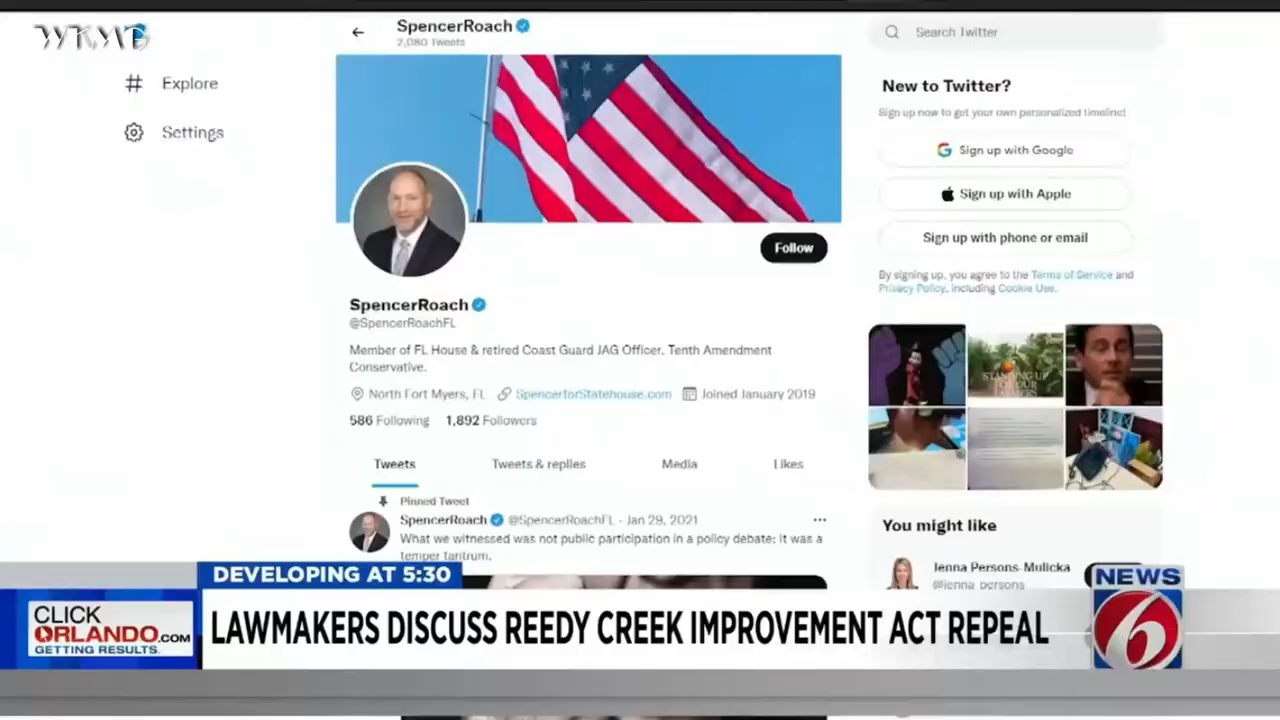 WKMG
SpencerRoach
2,080 Tweets
Search Twitter
Explore
Settings
New to Twitter?
Sign up now to get your own personalized timeline!
Sign up with Google
Sign up with Apple
Follow
Sign up with phone or email
By signing up, you agree to the Terms of Service and
Privacy Policy, including Cookie Use.
SpencerRoach
@SpencerRoachFL
Member of FL House & retired Coast Guard JAG Officer. Tenth Amendment
Conservative.
North Fort Myers, FL SpencerforStatehouse.com Joined January 2019
586 Following 1,892 Followers
STANDING UP
FOR OUR
Tweets Tweets & replies Media Likes
Pinned Tweet
SpencerRoach @SpencerRoachFL · Jan 29, 2021
What we witnessed was not public participation in a policy debate; it was a
temper tantrum.
You might like
Jenna Persons-Mulicka
@jenna_persons
DEVELOPING AT 5:30
LAWMAKERS DISCUSS REEDY CREEK IMPROVEMENT ACT REPEAL
CLICK
ORLANDO.COM
GETTING RESULTS.
NEWS
6